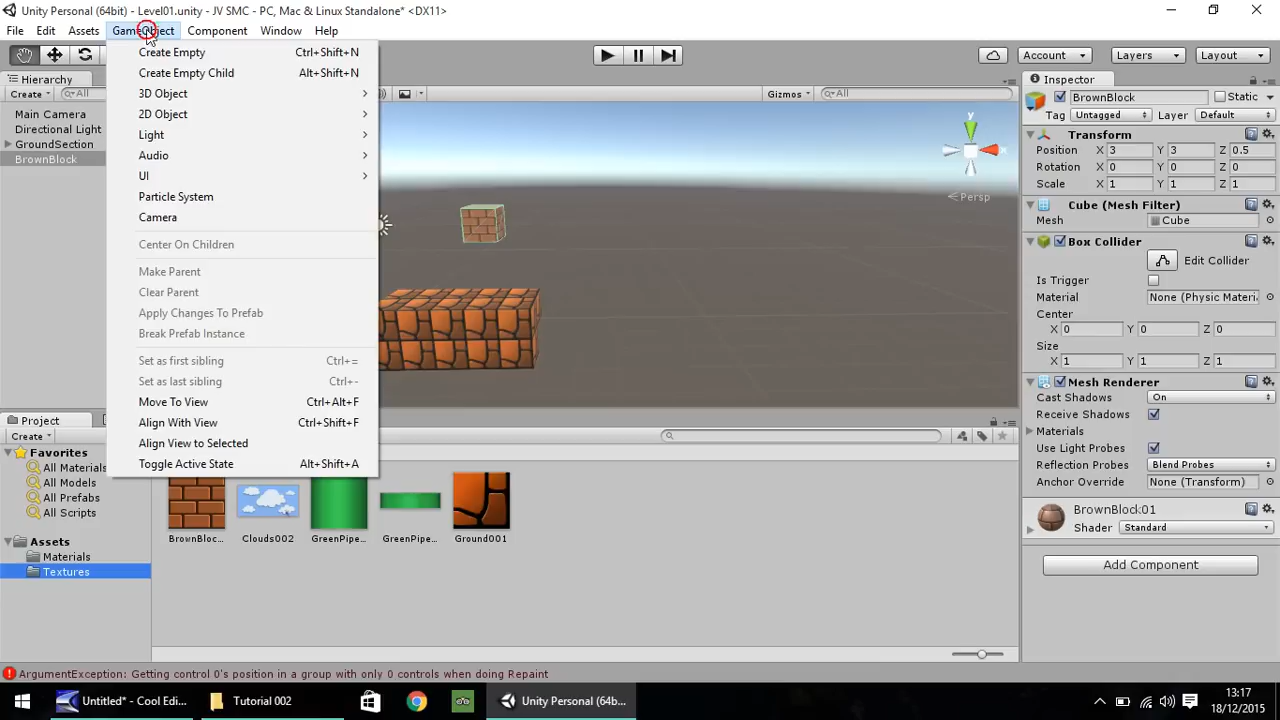 Unity Personal (64bit) - Level01.unity - JV SMC - PC, Mac & Linux Standalone* <DX11>
File Edit Assets GameObject Component Window Help
Account Layers Layout
Hierarchy
Create All
Main Camera
Directional Light
GroundSection
BrownBlock
Create Empty Ctrl+Shift+N
Create Empty Child Alt+Shift+N
3D Object
2D Object
Light
Audio
UI
Particle System
Camera
Center On Children
Make Parent
Clear Parent
Apply Changes To Prefab
Break Prefab Instance
Set as first sibling Ctrl+=
Set as last sibling Ctrl+-
Move To View Ctrl+Alt+F
Align With View Ctrl+Shift+F
Align View to Selected
Toggle Active State Alt+Shift+A
Gizmos All
y
x
Persp
Inspector
BrownBlock Static
Tag Untagged Layer Default
Transform
Position X 3 Y 3 Z 0.5
Rotation X 0 Y 0 Z 0
Scale X 1 Y 1 Z 1
Cube (Mesh Filter)
Mesh Cube
Box Collider
Edit Collider
Is Trigger
Material None (Physic Materi
Center
X 0 Y 0 Z 0
Size
X 1 Y 1 Z 1
Mesh Renderer
Cast Shadows On
Receive Shadows
Materials
Use Light Probes
Reflection Probes Blend Probes
Anchor Override None (Transform)
BrownBlock01
Shader Standard
Add Component
Project
Create
Favorites
All Materials
All Models
All Prefabs
All Scripts
Assets
Materials
Textures
BrownBloc... Clouds002 GreenPipe... GreenPipe... Ground001
ArgumentException: Getting control 0's position in a group with only 0 controls when doing Repaint
Untitled* - Cool Edi... Tutorial 002 Unity Personal (64b...
13:17
18/12/2015